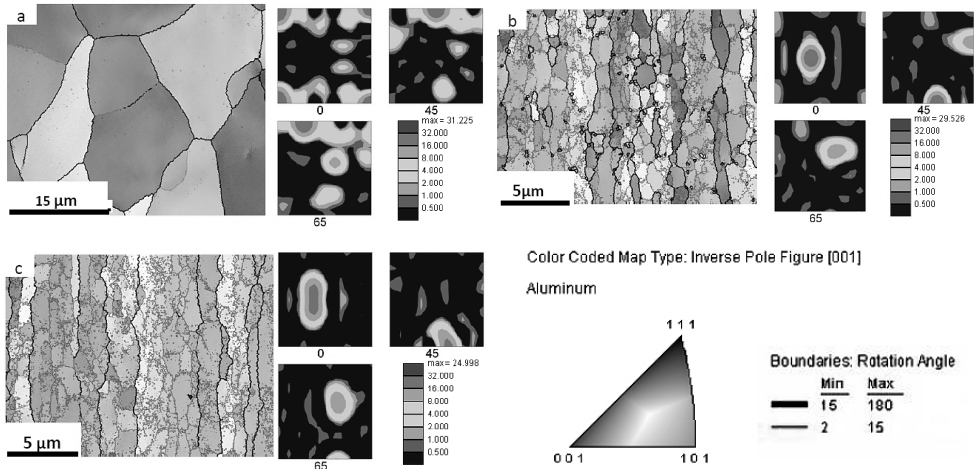 a
15 µm
0
45
65
max = 31.225
32.000
16.000
8.000
4.000
2.000
1.000
0.500
b
5µm
0
45
65
max = 29.526
32.000
16.000
8.000
4.000
2.000
1.000
0.500
c
5 µm
0
45
65
max = 24.998
32.000
16.000
8.000
4.000
2.000
1.000
0.500
Color Coded Map Type: Inverse Pole Figure [001]
Aluminum
1 1 1
0 0 1
1 0 1
Boundaries: Rotation Angle
Min Max
15 180
2 15